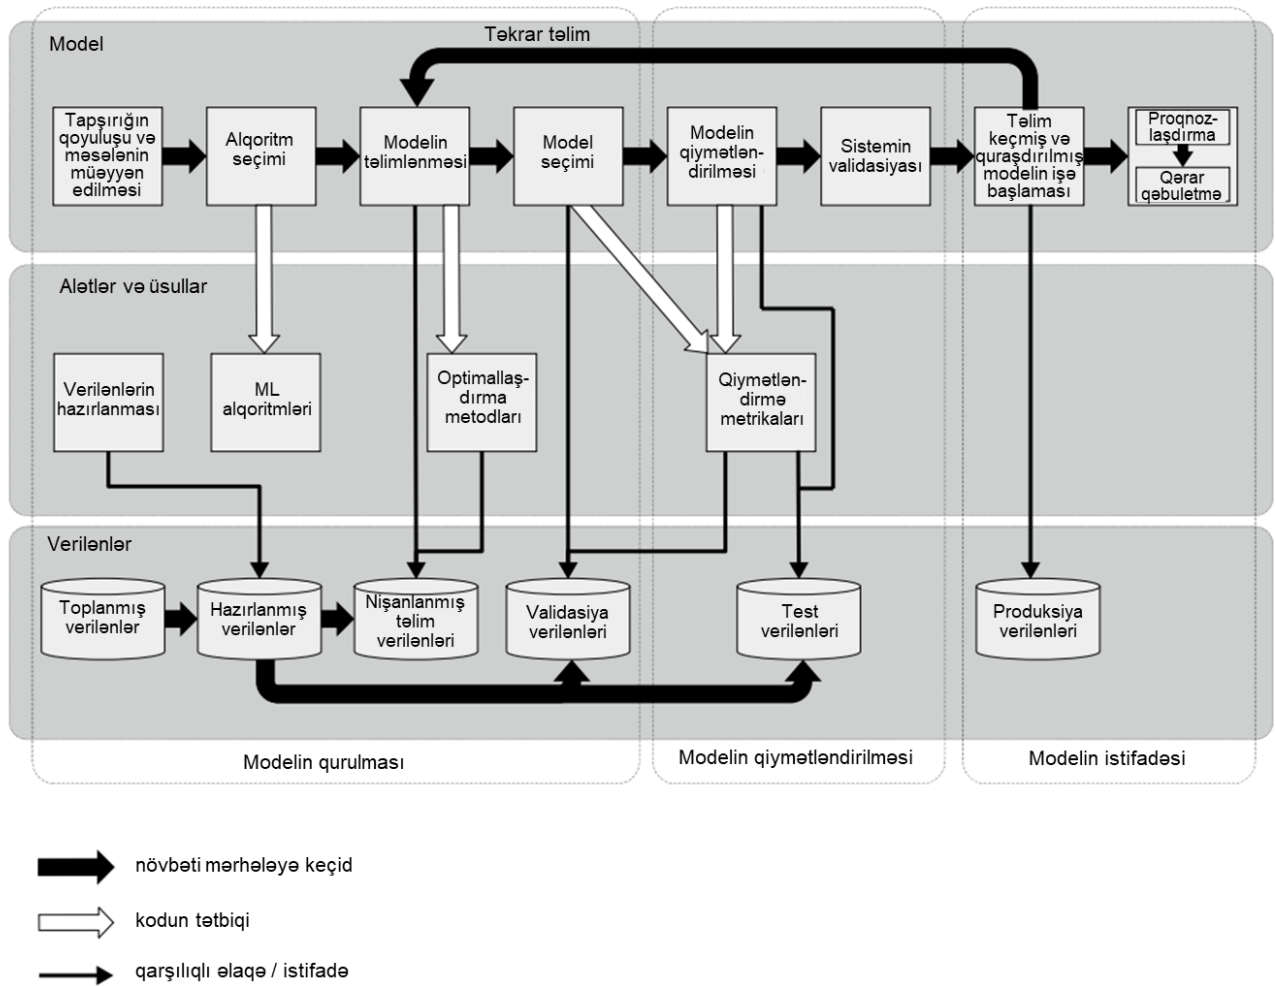 Təkrar təlim
Model
Tapşırığın
qoyuluşu və
məsələnin
müəyyən
edilməsi
Alqoritm
seçimi
Modelin
təlimlənməsi
Model
seçimi
Modelin
qiymətlən-
dirilməsi
Sistemin
validasiyası
Təlim
keçmiş və
quraşdırılmış
modelin işə
başlaması
Proqnoz-
laşdırma
Qərar
qəbuletmə
Alətlər və üsullar
Verilənlərin
hazırlanması
ML
alqoritmləri
Optimallaş-
dırma
metodları
Qiymətlən-
dirmə
metrikaları
Verilənlər
Toplanmış
verilənlər
Hazırlanmış
verilənlər
Nişanlanmış
təlim
verilənləri
Validasiya
verilənləri
Test
verilənləri
Produksiya
verilənləri
Modelin qurulması
Modelin qiymətləndirilməsi
Modelin istifadəsi
növbəti mərhələyə keçid
kodun tətbiqi
qarşılıqlı əlaqə / istifadə